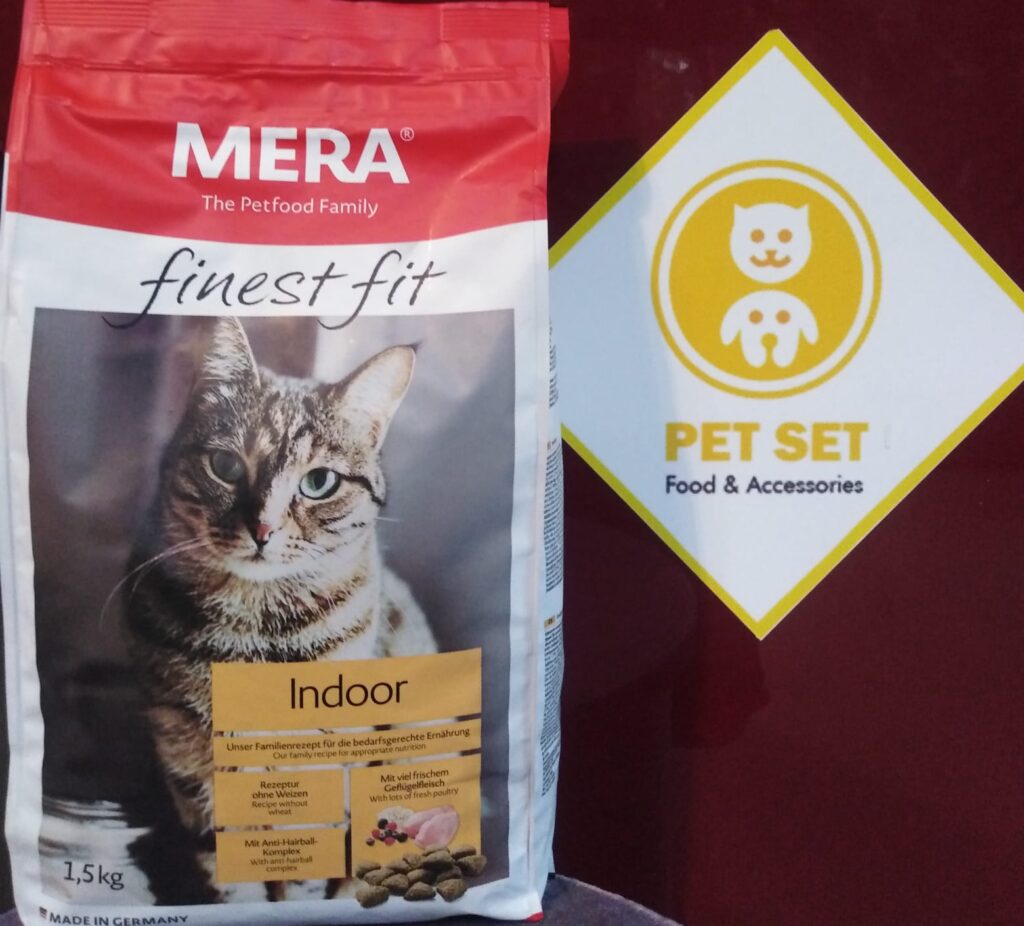 MERA®
The Petfood Family
finest fit
Indoor
Unser Familienrezept für die bedarfsgerechte Ernährung
Our family recipe for appropriate nutrition
Rezeptur
ohne Weizen
Recipe without
wheat
Mit viel frischem
Geflügelfleisch
With lots of fresh poultry
Mit Anti-Hairball-
Komplex
With anti-hairball
complex
1,5 kg
MADE IN GERMANY
PET SET
Food & Accessories